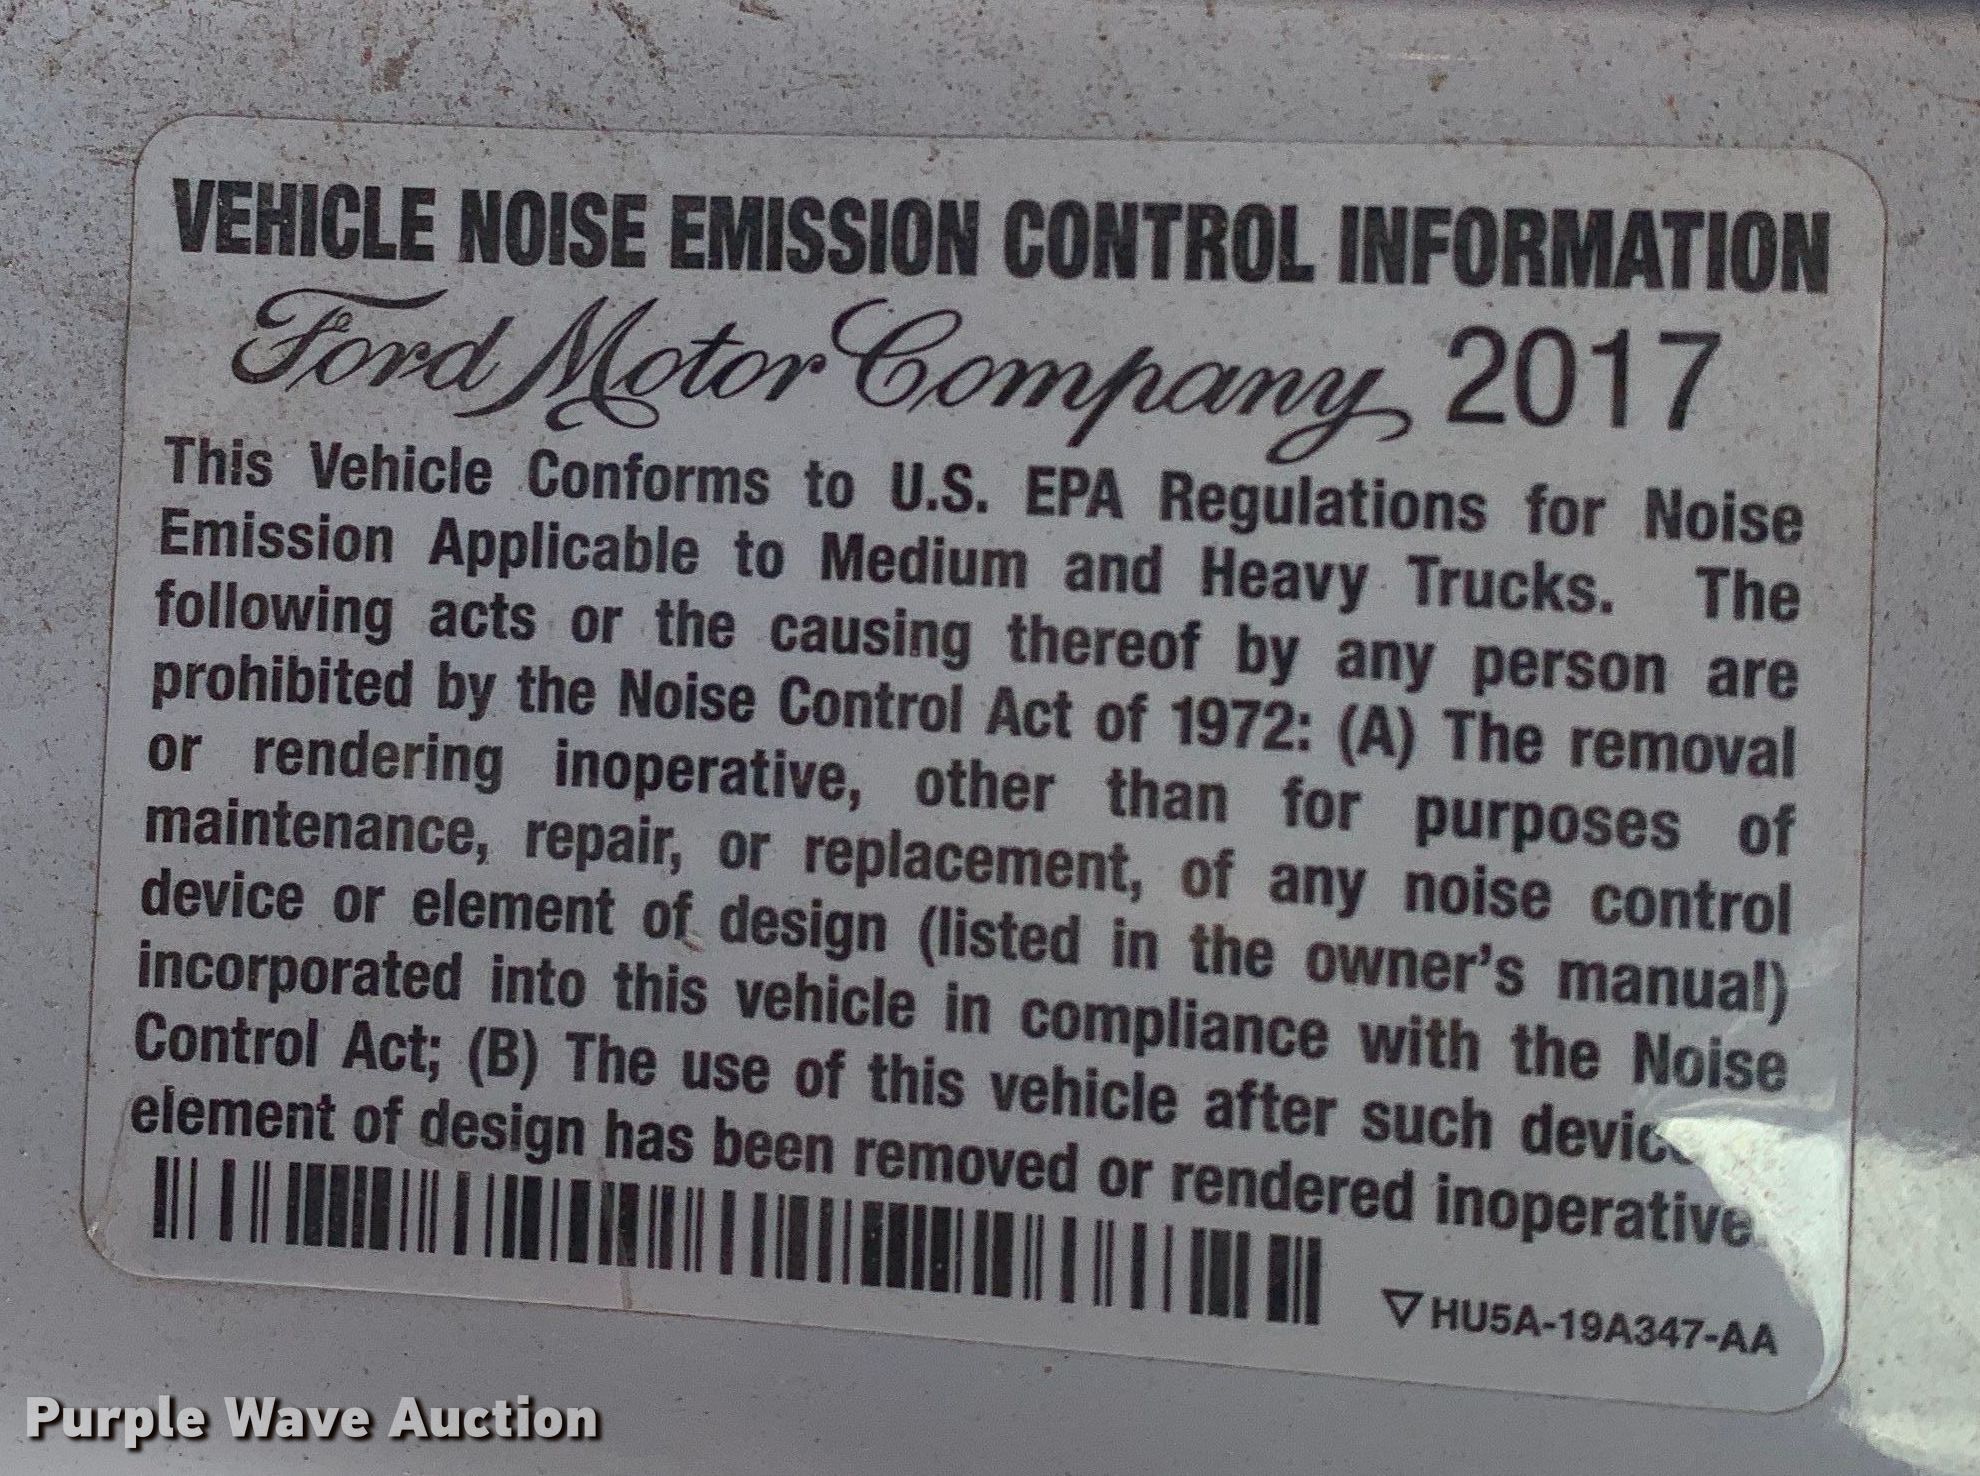 VEHICLE NOISE EMISSION CONTROL INFORMATION
Ford Motor Company 2017
This Vehicle Conforms to U.S. EPA Regulations for Noise
Emission Applicable to Medium and Heavy Trucks. The
following acts or the causing thereof by any person are
prohibited by the Noise Control Act of 1972: (A) The removal
or rendering inoperative, other than for purposes of
maintenance, repair, or replacement, of any noise control
device or element of design (listed in the owner's manual)
incorporated into this vehicle in compliance with the Noise
Control Act; (B) The use of this vehicle after such
element of design has been removed or rendered inoperative.
HU5A-19A347-AA
Purple Wave Auction